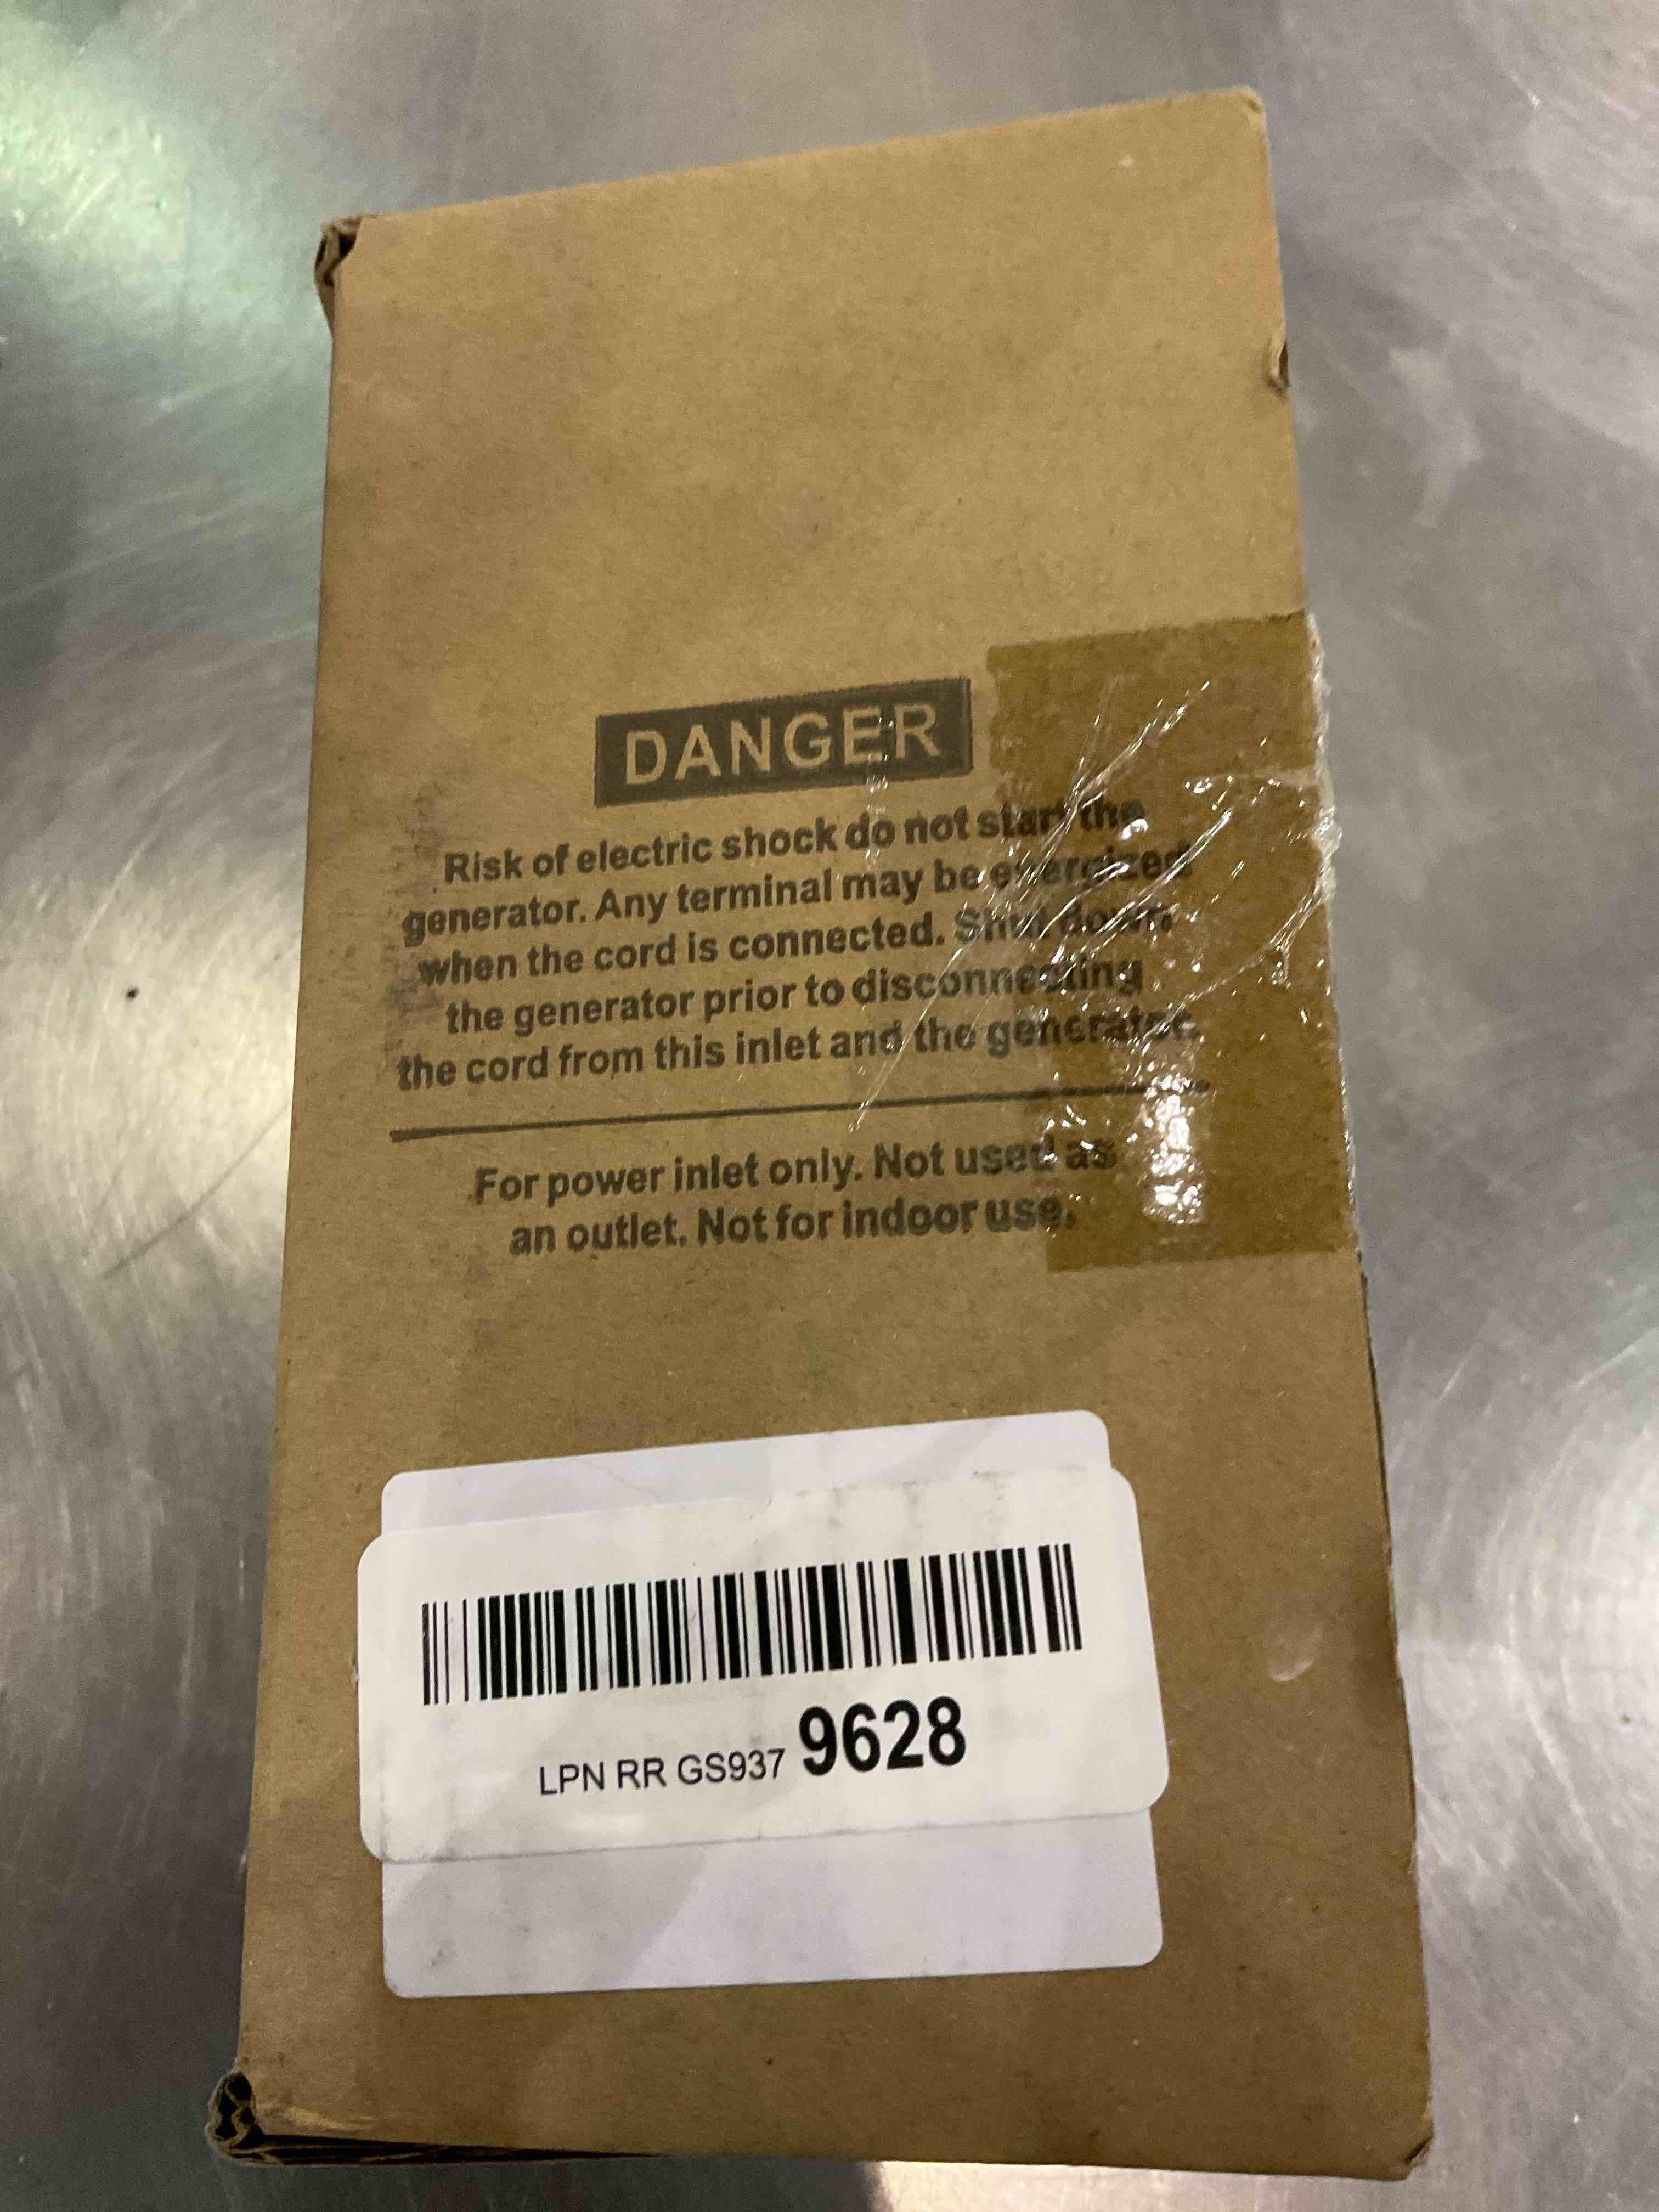 DANGER
Risk of electric shock do not start the
generator. Any terminal may be energized
when the cord is connected. Shut down
the generator prior to disconnecting
the cord from this inlet and the generator.
For power inlet only. Not used as
an outlet. Not for indoor use.
LPN RR GS937 9628